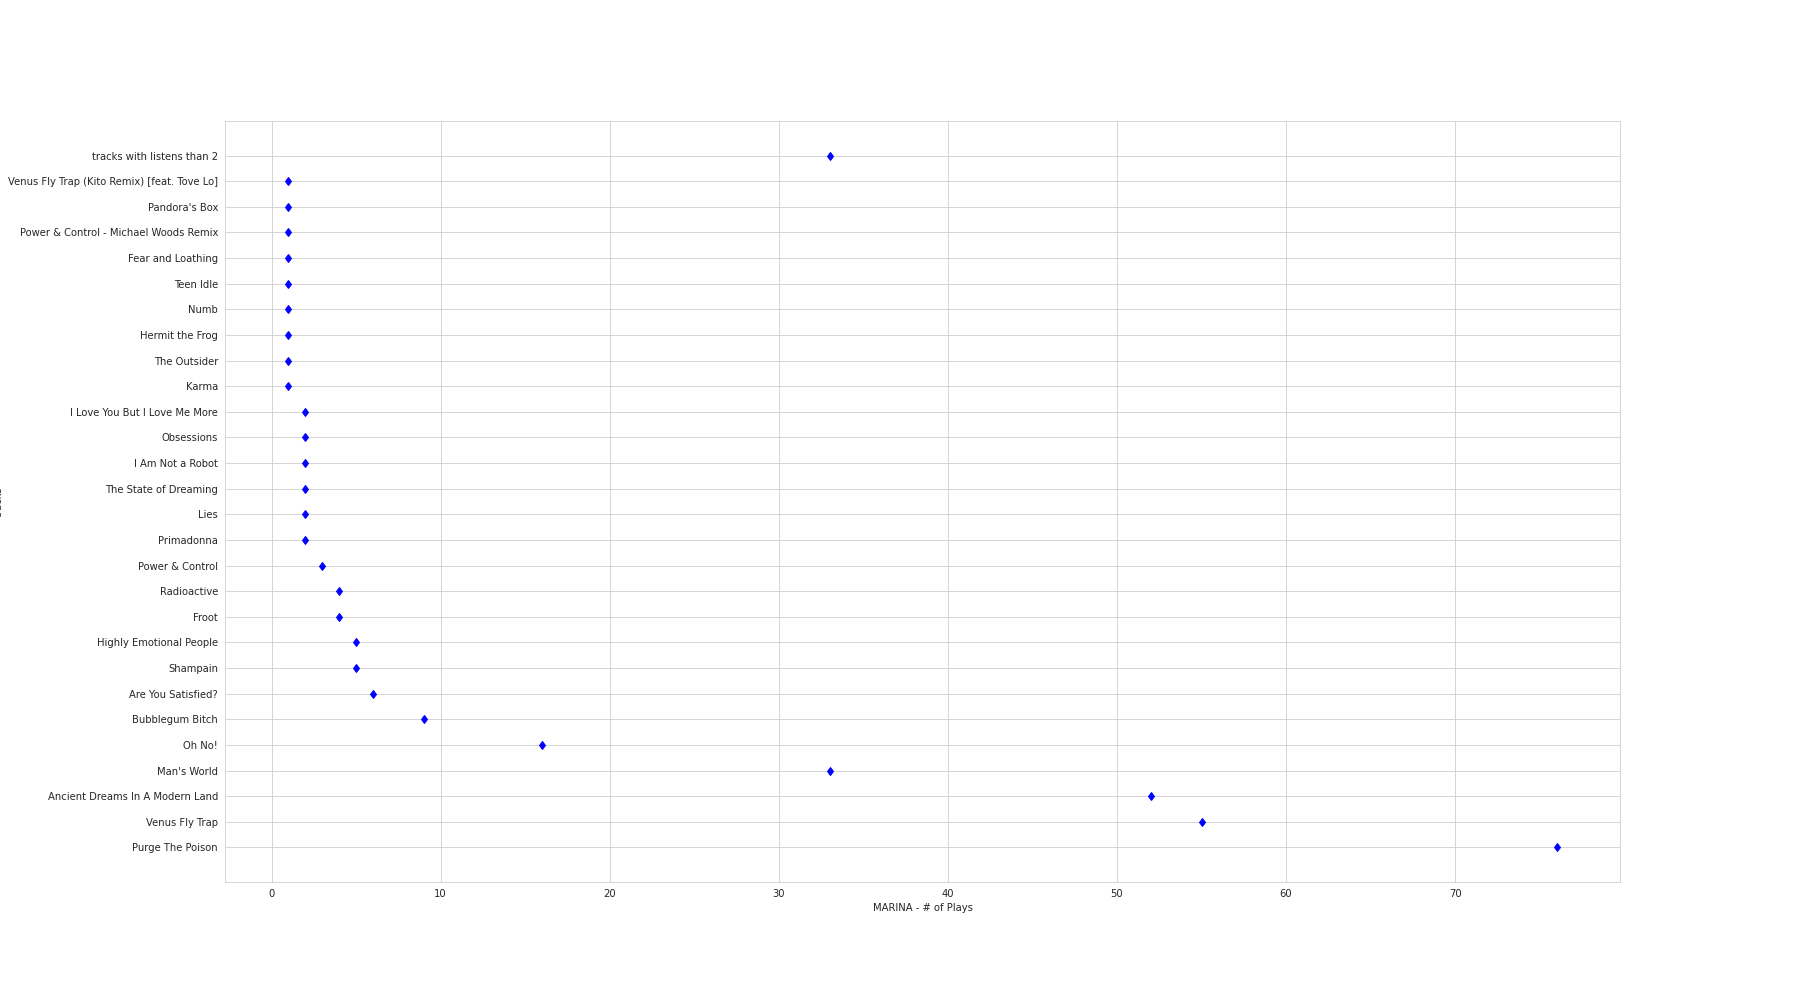 tracks with listens than 2
Venus Fly Trap (Kito Remix) [feat. Tove Lo]
Pandora's Box
Power & Control - Michael Woods Remix
Fear and Loathing
Teen Idle
Numb
Hermit the Frog
The Outsider
Karma
I Love You But I Love Me More
Obsessions
I Am Not a Robot
The State of Dreaming
Lies
Primadonna
Power & Control
Radioactive
Froot
Highly Emotional People
Shampain
Are You Satisfied?
Bubblegum Bitch
Oh No!
Man's World
Ancient Dreams In A Modern Land
Venus Fly Trap
Purge The Poison
0 10 20 30 40 50 60 70
MARINA - # of Plays